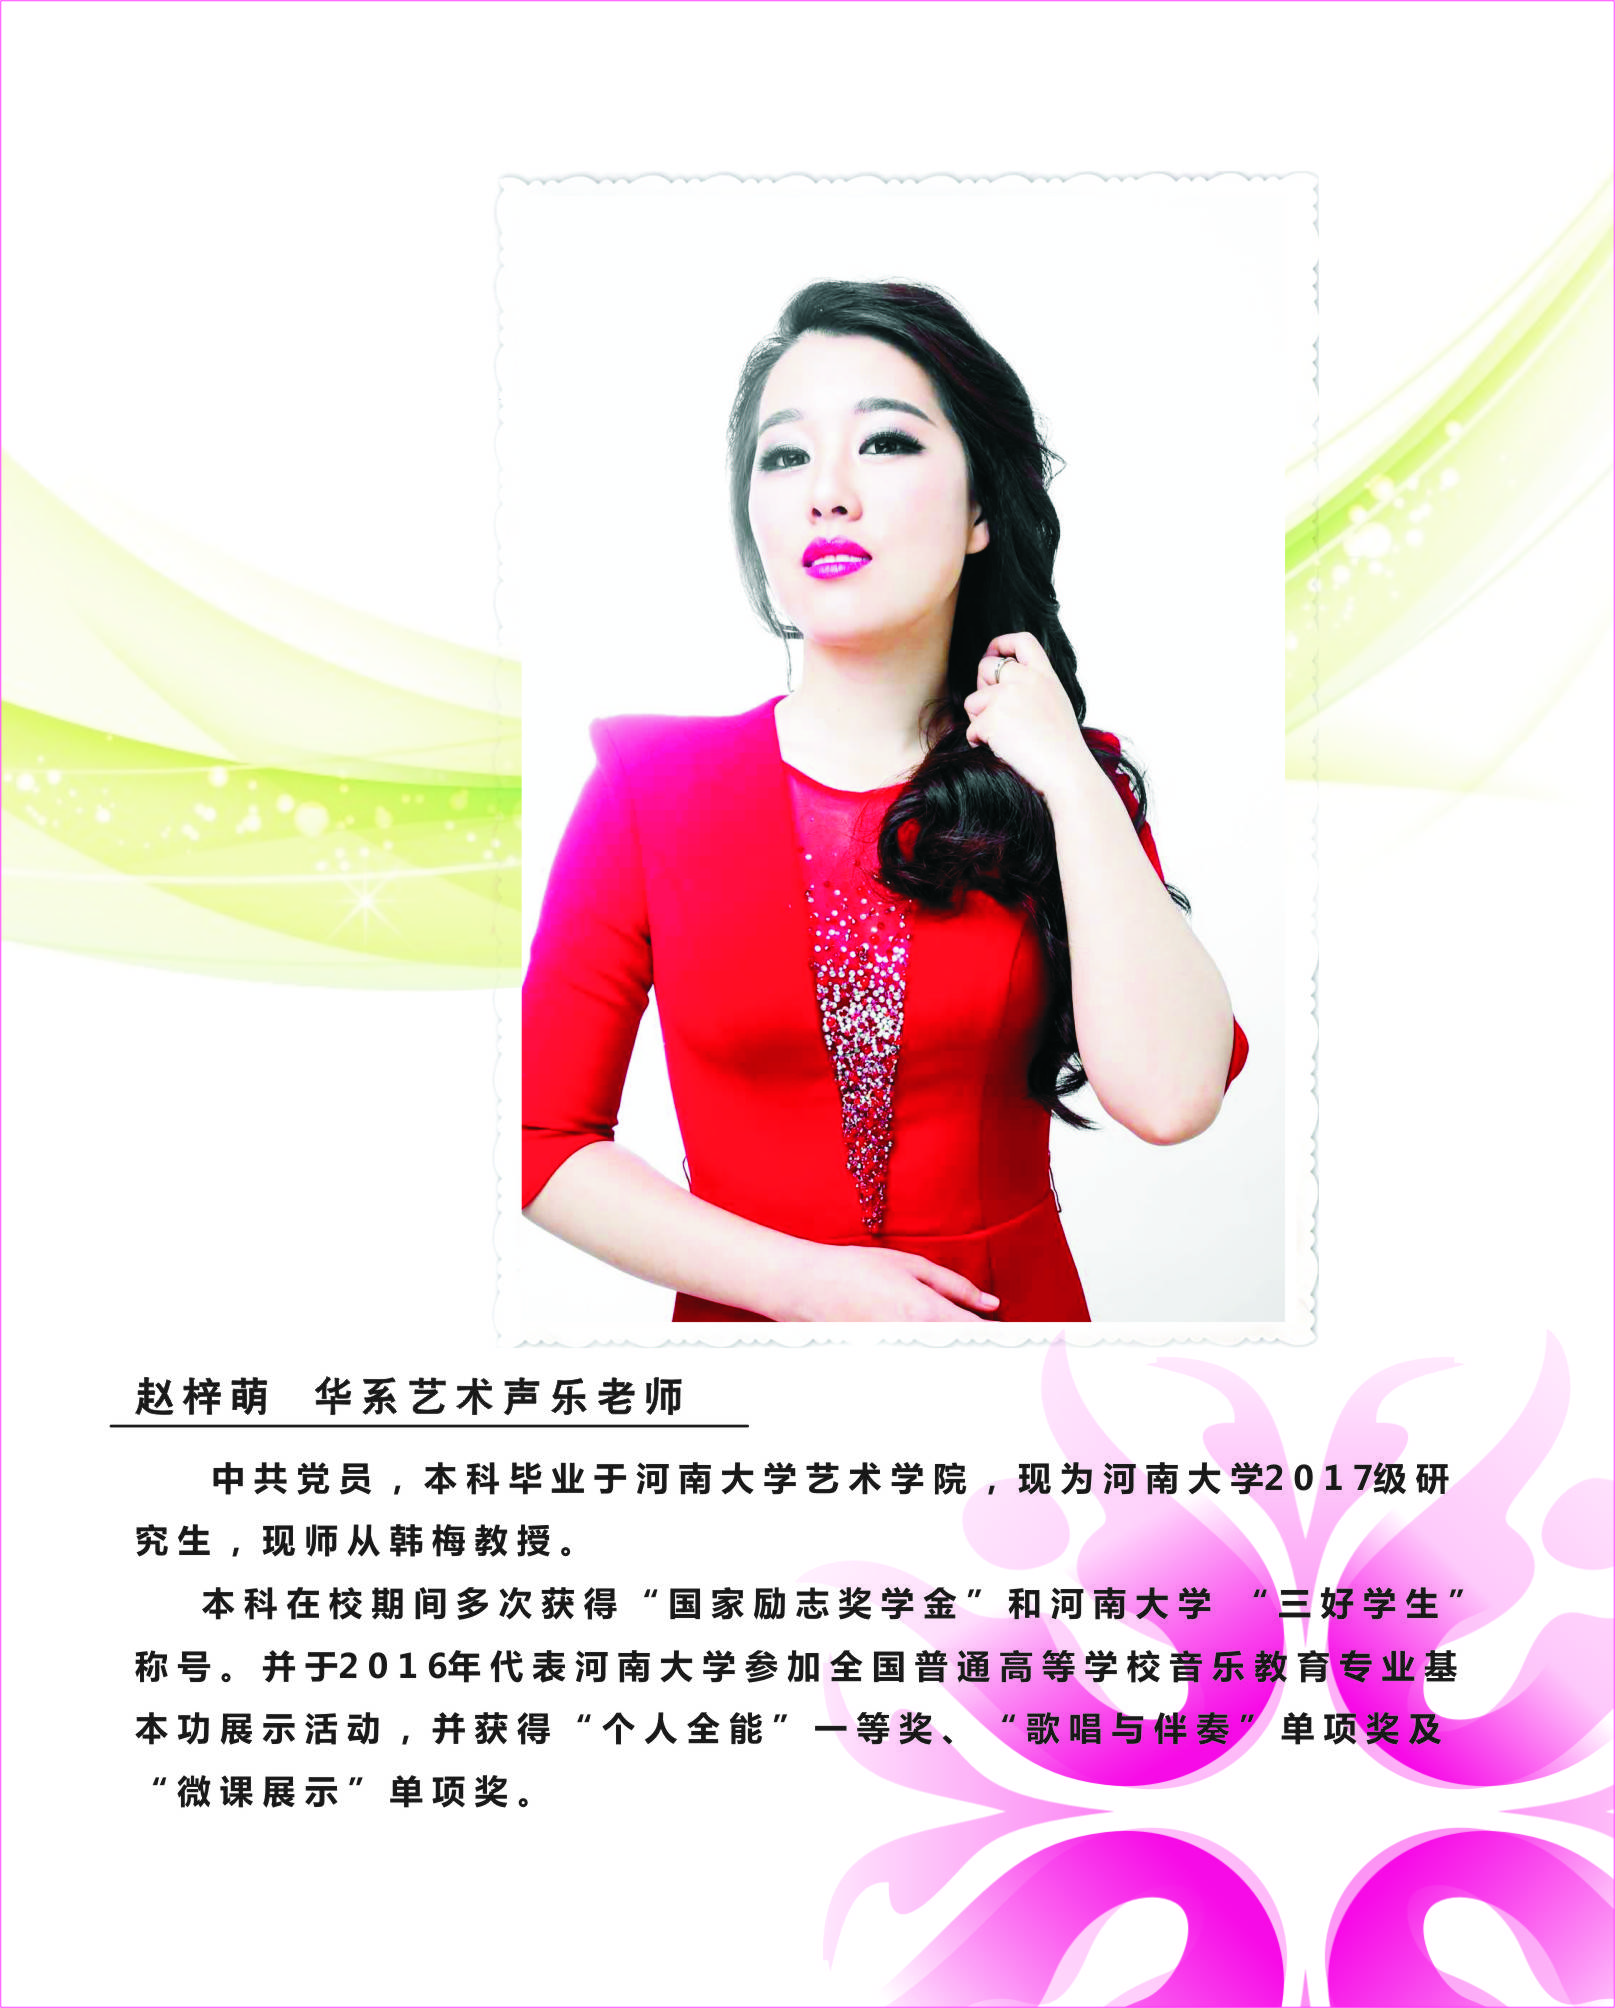 赵梓萌 华系艺术声乐老师
中共党员，本科毕业于河南大学艺术学院，现为河南大学2017级研
究生，现师从韩梅教授。
本科在校期间多次获得“国家励志奖学金”和河南大学“三好学生”
称号。并于2016年代表河南大学参加全国普通高等学校音乐教育专业基
本功展示活动，并获得“个人全能”一等奖、“歌唱与伴奏”单项奖及
“微课展示”单项奖。